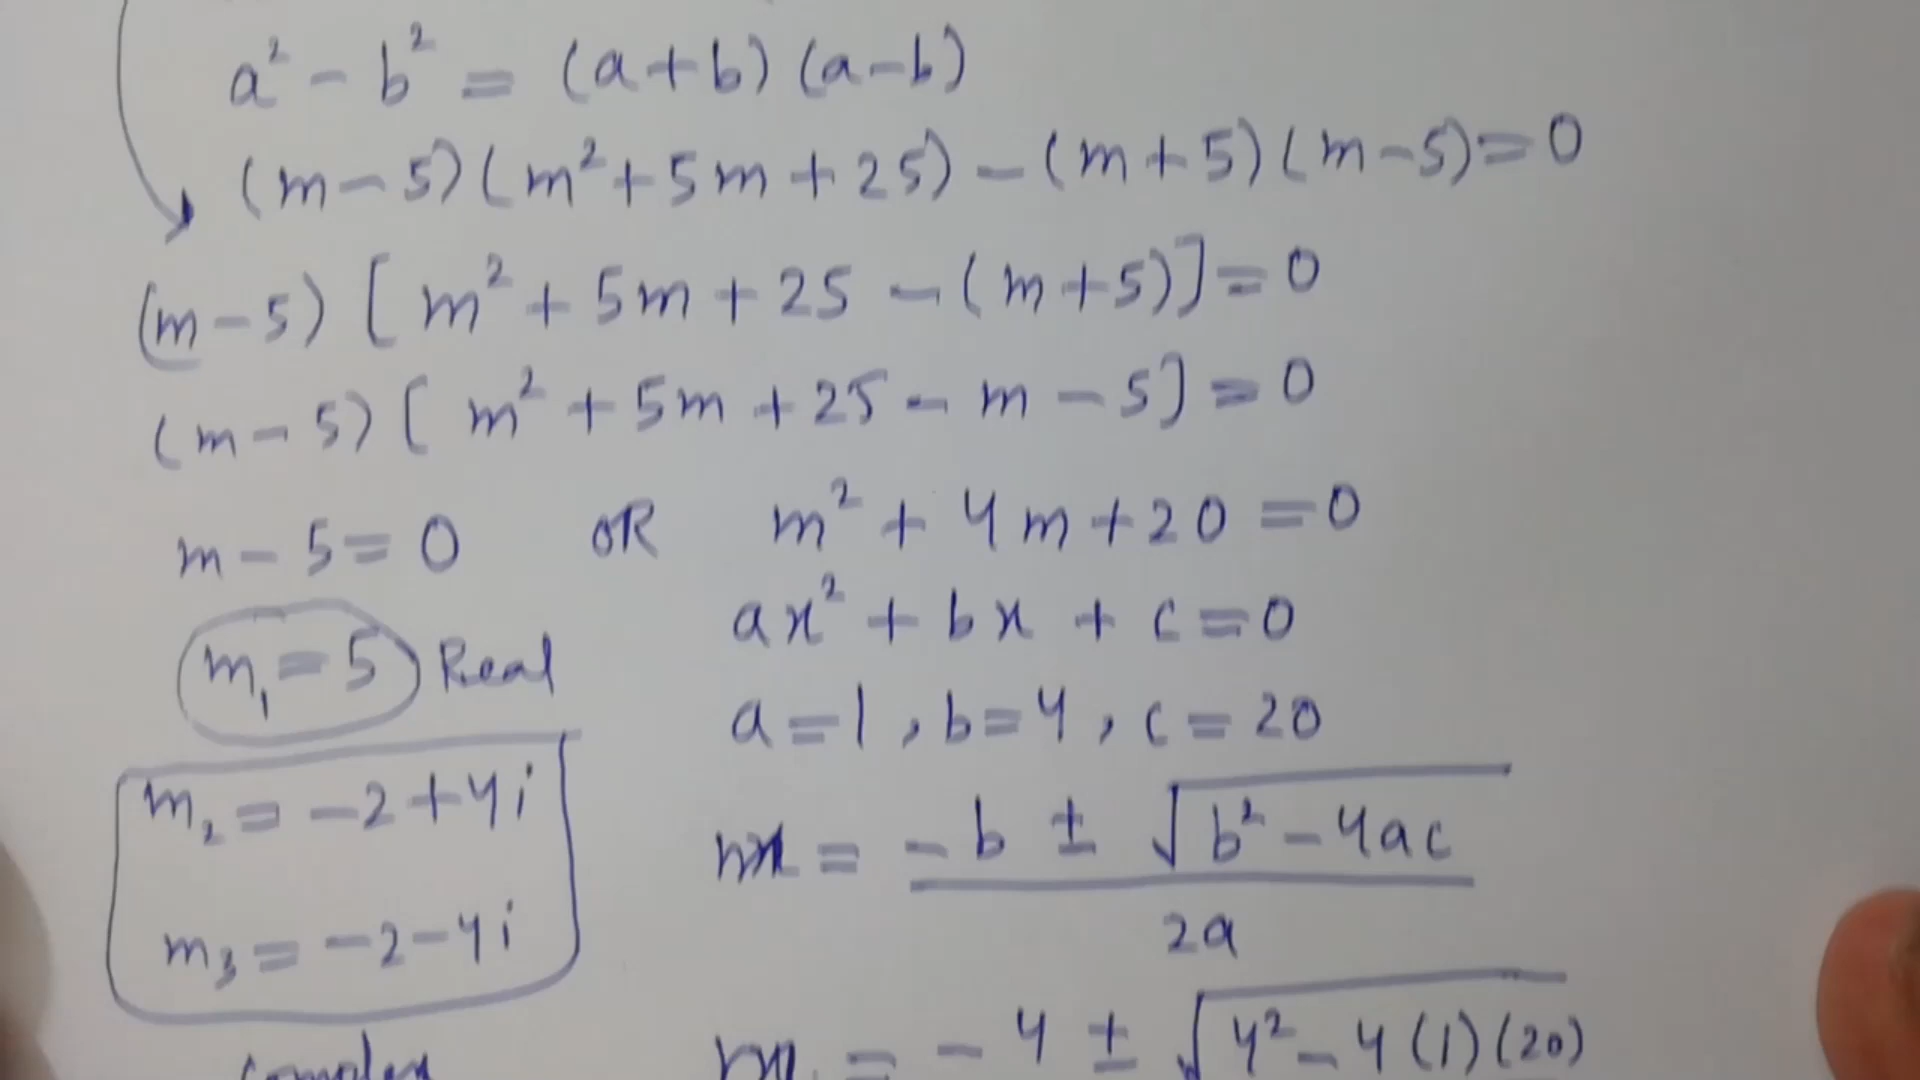 a² - b² = (a+b) (a-b)
(m-5)(m²+5m+25) - (m+5)(m-5)=0
(m-5) [m²+5m+25 -(m+5)]=0
(m-5) [m²+5m+25-m-5]=0
m-5=0 OR m²+4m+20=0
ax²+bx+c=0
m₁=5 Real
a=1, b=4, c=20
m₂=-2+4i
x = (-b ± √(b²-4ac)) / 2a
m₃=-2-4i
m = -4 ± √(4²-4(1)(20))
Complex